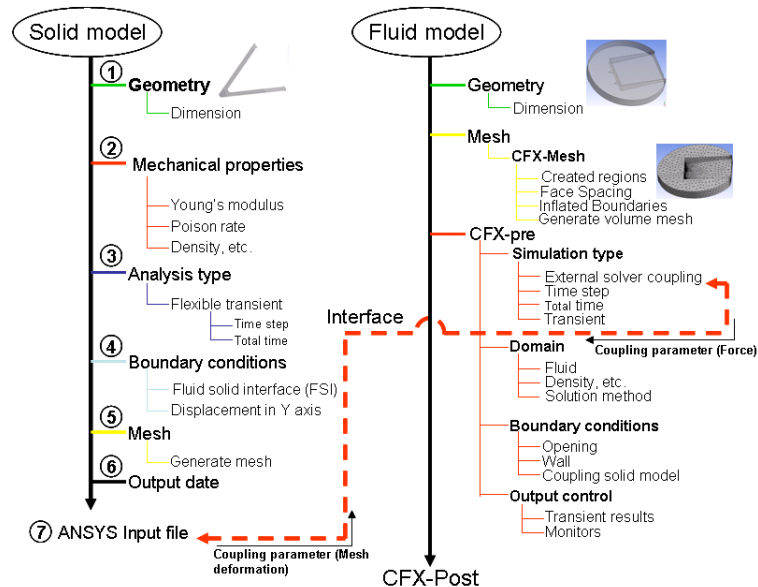 Solid model
① Geometry
Dimension
② Mechanical properties
Young's modulus
Poison rate
Density, etc.
③ Analysis type
Flexible transient
Time step
Total time
④ Boundary conditions
Fluid solid interface (FSI)
Displacement in Y axis
⑤ Mesh
Generate mesh
⑥ Output date
⑦ ANSYS Input file
Interface
Coupling parameter (Mesh
deformation)
Fluid model
Geometry
Dimension
Mesh
CFX-Mesh
Created regions
Face Spacing
Inflated Boundaries
Generate volume mesh
CFX-pre
Simulation type
External solver coupling
Time step
Total time
Transient
Coupling parameter (Force)
Domain
Fluid
Density, etc.
Solution method
Boundary conditions
Opening
Wall
Coupling solid model
Output control
Transient results
Monitors
CFX-Post